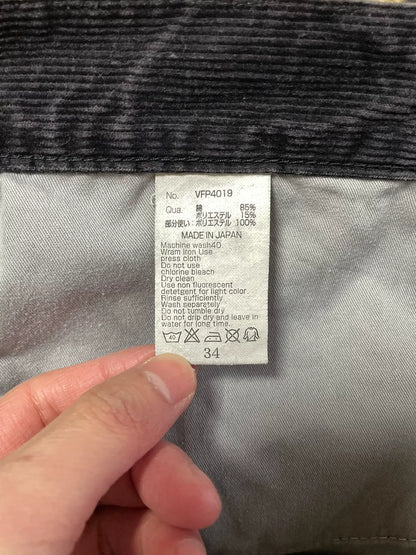 No. VFP4019
Qua. 綿 85%
ポリエステル 15%
部分使い: ポリエステル 100%
MADE IN JAPAN
Machine wash40
Wram Iron Use
press cloth
Do not use
chlorine bleach
Dry clean
Use non fluorescent
detetgent for light color.
Rinse sufficiently
Wash separately
Do not tumble dry
Do not drip dry and leave in
water for long time.
40
34